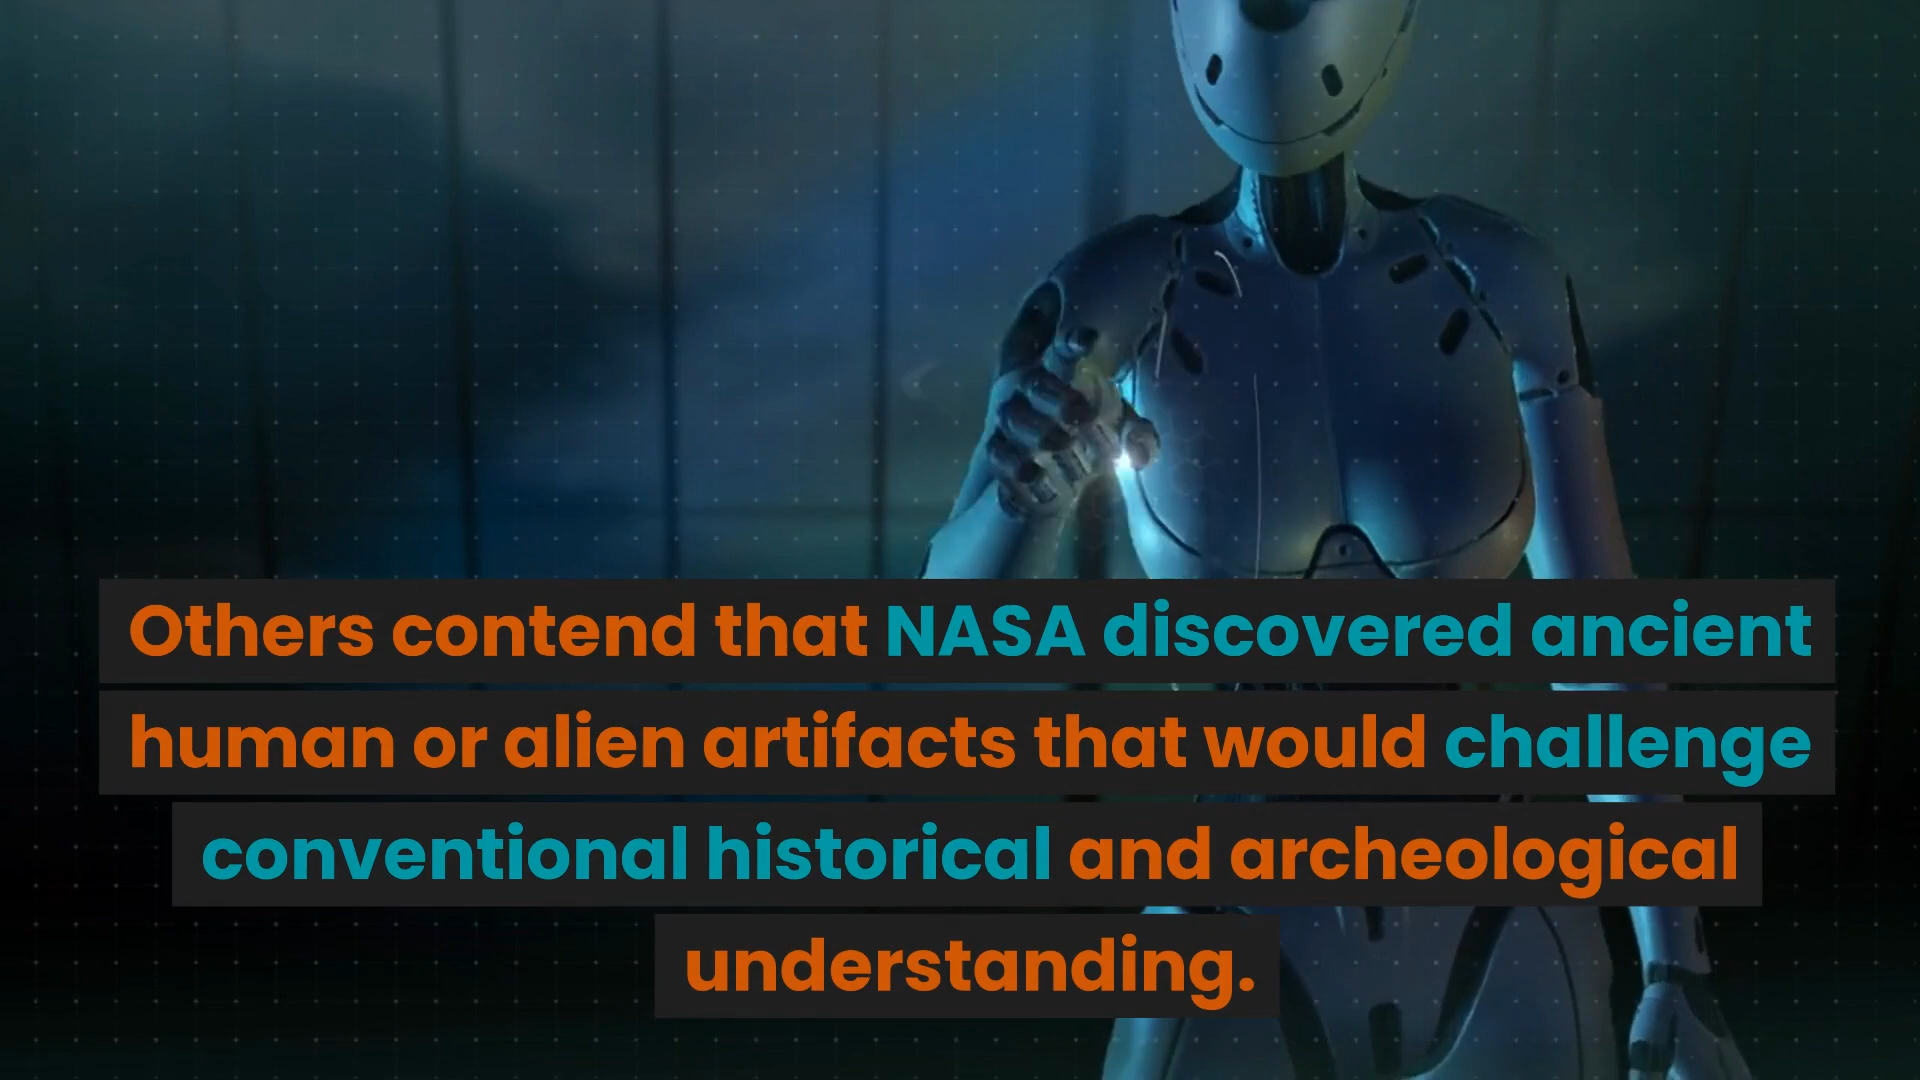 Others contend that NASA discovered ancient
human or alien artifacts that would challenge
conventional historical and archeological
understanding.